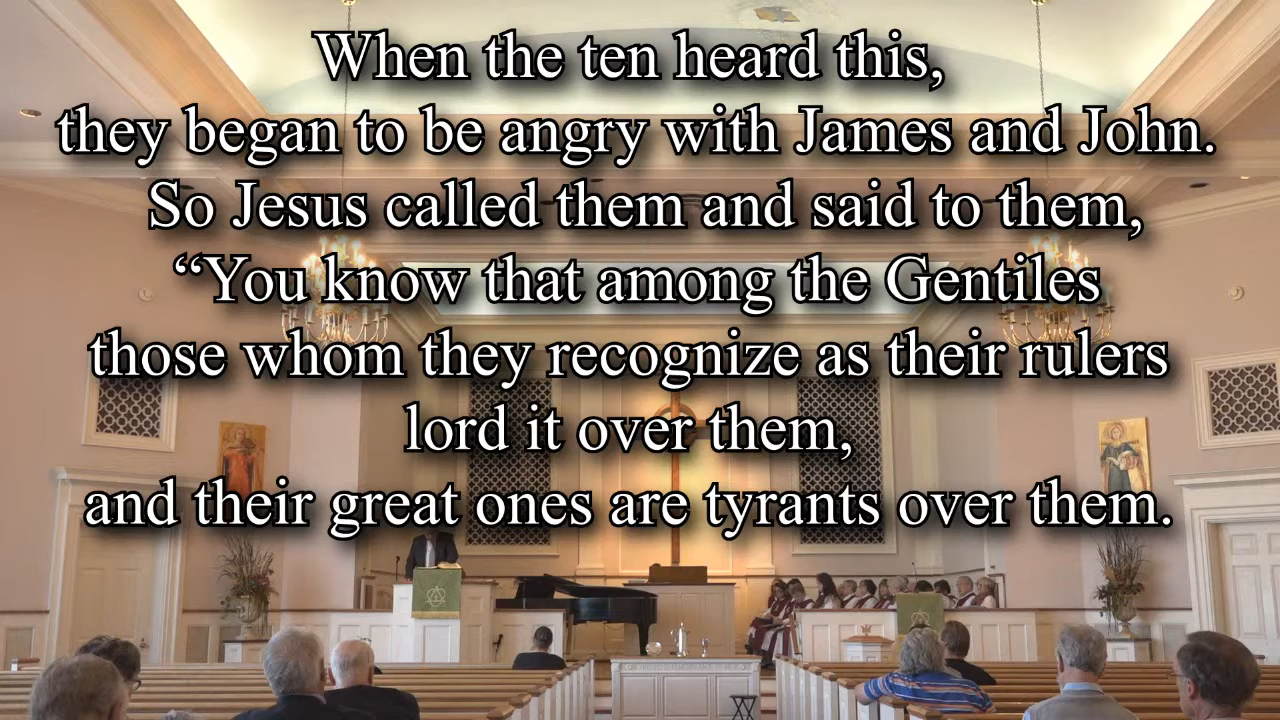 When the ten heard this,
they began to be angry with James and John.
So Jesus called them and said to them,
“You know that among the Gentiles
those whom they recognize as their rulers
lord it over them,
and their great ones are tyrants over them.